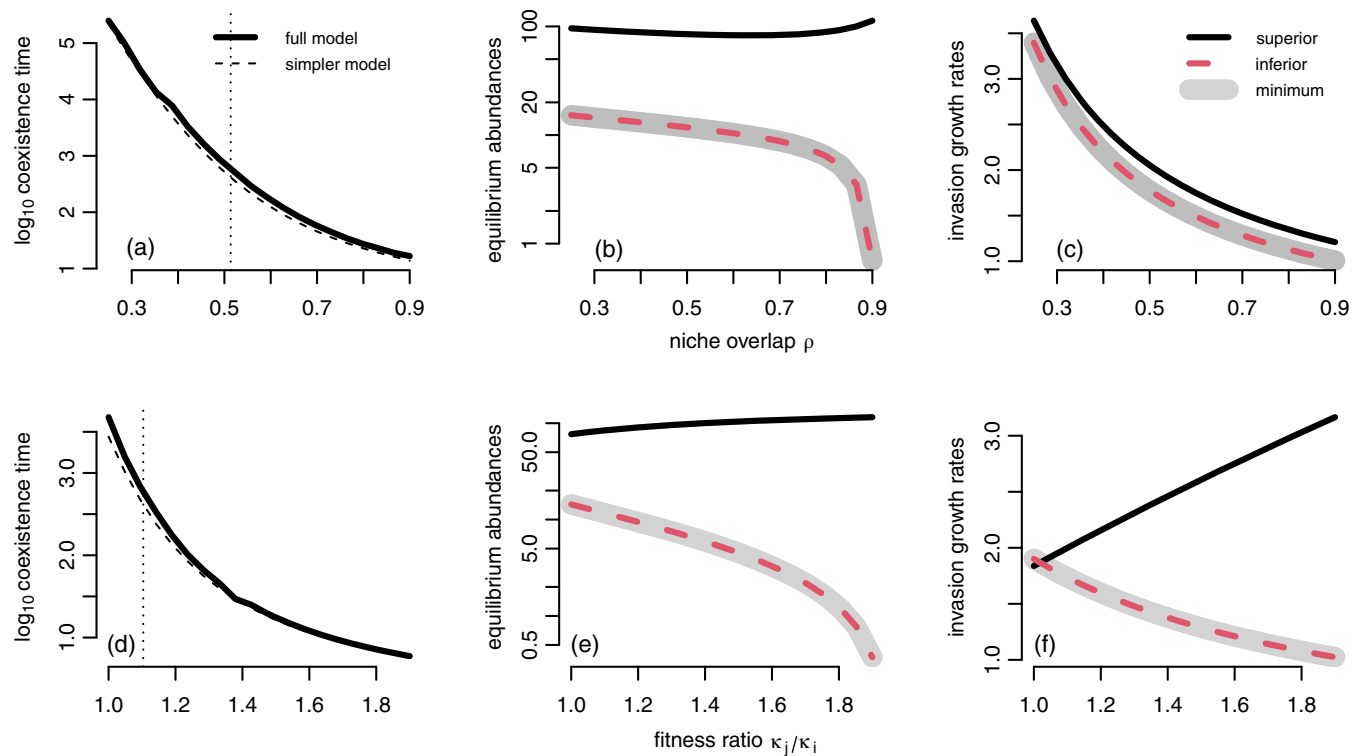 log₁₀ coexistence time
5
4
3
2
1
full model
simpler model
(a)
0.3
0.5
0.7
0.9
equilibrium abundances
100
20
5
1
(b)
0.3
0.5
0.7
0.9
niche overlap ρ
invasion growth rates
3.0
2.0
1.0
superior
inferior
minimum
(c)
0.3
0.5
0.7
0.9
log₁₀ coexistence time
3.0
2.0
1.0
(d)
1.0
1.2
1.4
1.6
1.8
equilibrium abundances
50.0
5.0
0.5
(e)
1.0
1.2
1.4
1.6
1.8
fitness ratio κⱼ/κᵢ
invasion growth rates
3.0
2.0
1.0
(f)
1.0
1.2
1.4
1.6
1.8